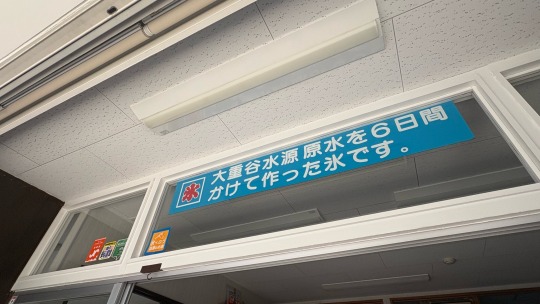 氷 大重谷水源原水を6日間
かけて作った氷です。